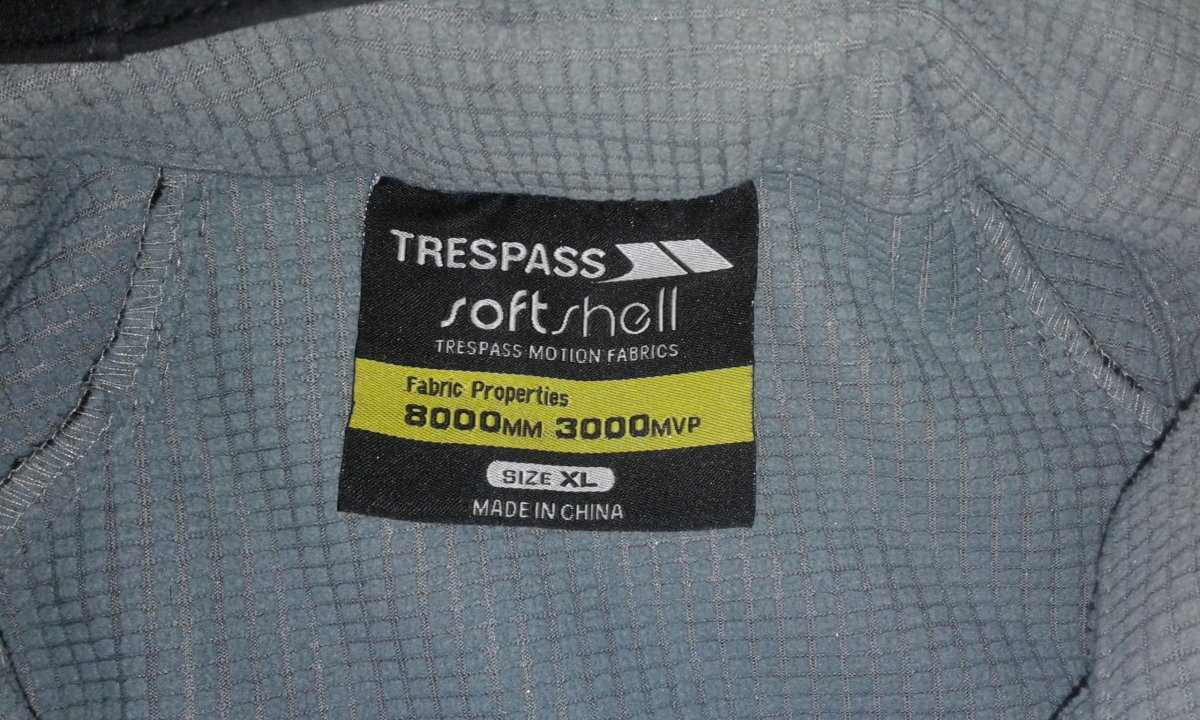 TRESPASS
softshell
TRESPASS MOTION FABRICS
Fabric Properties
8000MM 3000MVP
SIZE XL
MADE IN CHINA